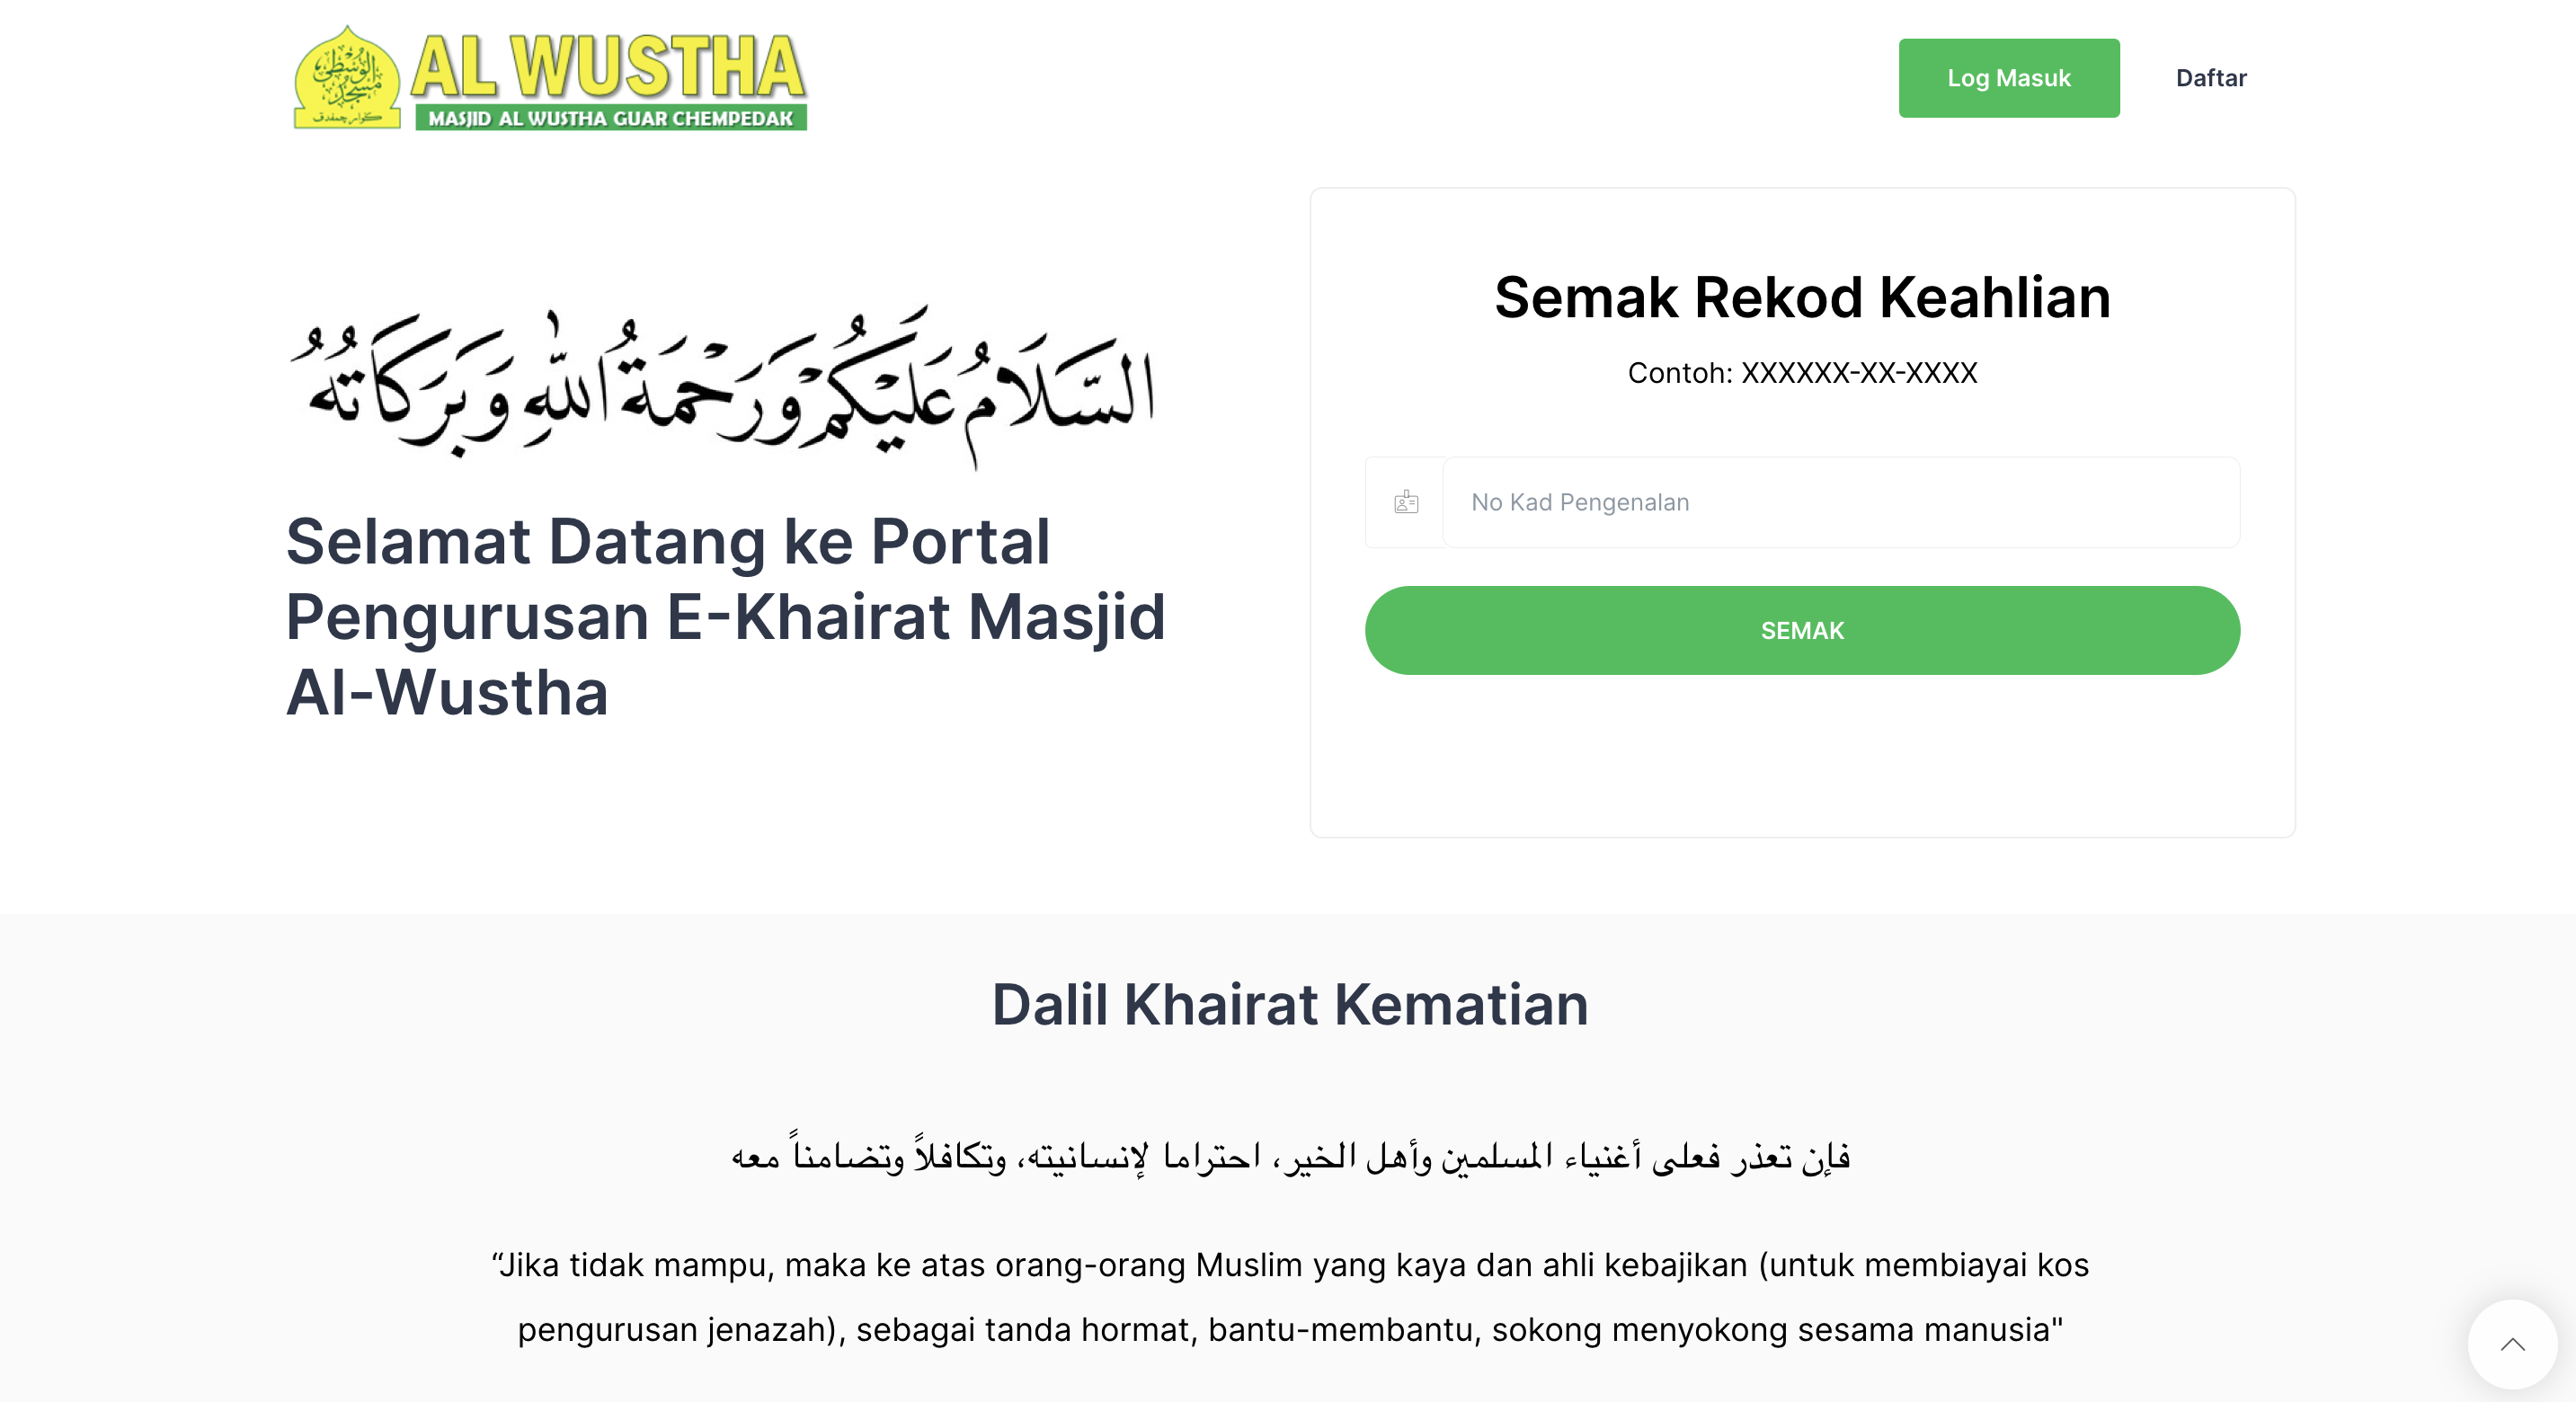 الوسطى
مسجد
ݢوار چمفدق
AL WUSTHA
MASJID AL WUSTHA GUAR CHEMPEDAK
Log Masuk
Daftar
السَّلَامُ عَلَيْكُمْ وَرَحْمَةُ اللهِ وَبَرَكَاتُهُ
Selamat Datang ke Portal
Pengurusan E-Khairat Masjid
Al-Wustha
Semak Rekod Keahlian
Contoh: XXXXXX-XX-XXXX
No Kad Pengenalan
SEMAK
Dalil Khairat Kematian
فإن تعذر فعلى أغنياء المسلمين وأهل الخير، احتراما لإنسانيته، وتكافلاً وتضامناً معه
“Jika tidak mampu, maka ke atas orang-orang Muslim yang kaya dan ahli kebajikan (untuk membiayai kos
pengurusan jenazah), sebagai tanda hormat, bantu-membantu, sokong menyokong sesama manusia"